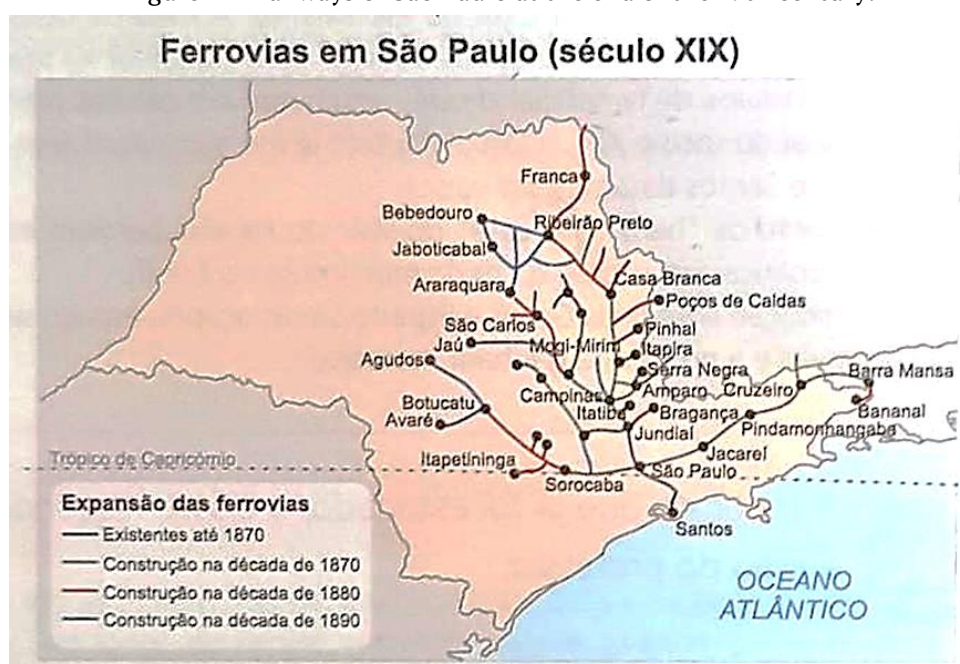 Ferrovias em São Paulo (século XIX)
Franca
Bebedouro
Ribeirão Preto
Jaboticabal
Araraquara
Casa Branca
Poços de Caldas
São Carlos
Pinhal
Jaú
Mogi-Mirim
Itapira
Agudos
Serra Negra
Barra Mansa
Campinas
Amparo
Cruzeiro
Botucatu
Itatiba
Bragança
Bananal
Avaré
Jundiaí
Pindamonhangaba
Jacareí
Trópico de Capricórnio
Itapetininga
São Paulo
Sorocaba
Santos
Expansão das ferrovias
Existentes até 1870
Construção na década de 1870
Construção na década de 1880
Construção na década de 1890
OCEANO
ATLÂNTICO